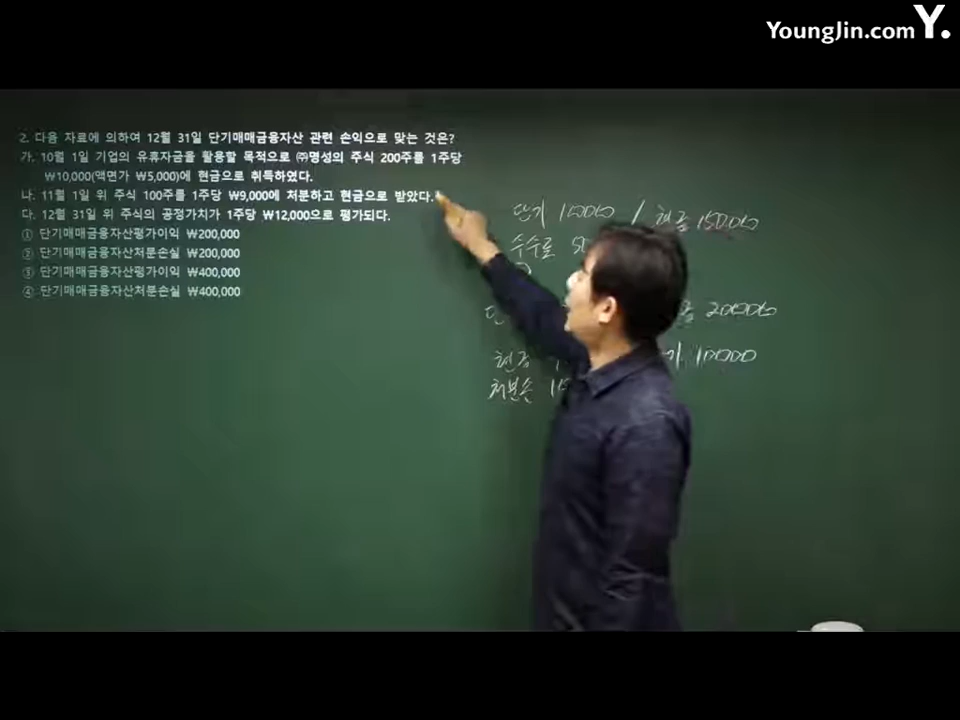 YoungJin.com Y.
2. 다음 자료에 의하여 12월 31일 단기매매금융자산 관련 손익으로 맞는 것은?
가. 10월 1일 기업의 유휴자금을 활용할 목적으로 ㈜명성의 주식 200주를 1주당
₩10,000(액면가 ₩5,000)에 현금으로 취득하였다.
나. 11월 1일 위 주식 100주를 1주당 ₩9,000에 처분하고 현금으로 받았다.
다. 12월 31일 위 주식의 공정가치가 1주당 ₩12,000으로 평가되다.
① 단기매매금융자산평가이익 ₩200,000
② 단기매매금융자산처분손실 ₩200,000
③ 단기매매금융자산평가이익 ₩400,000
④ 단기매매금융자산처분손실 ₩400,000
단기 / 현금
수수료
현금
처분손